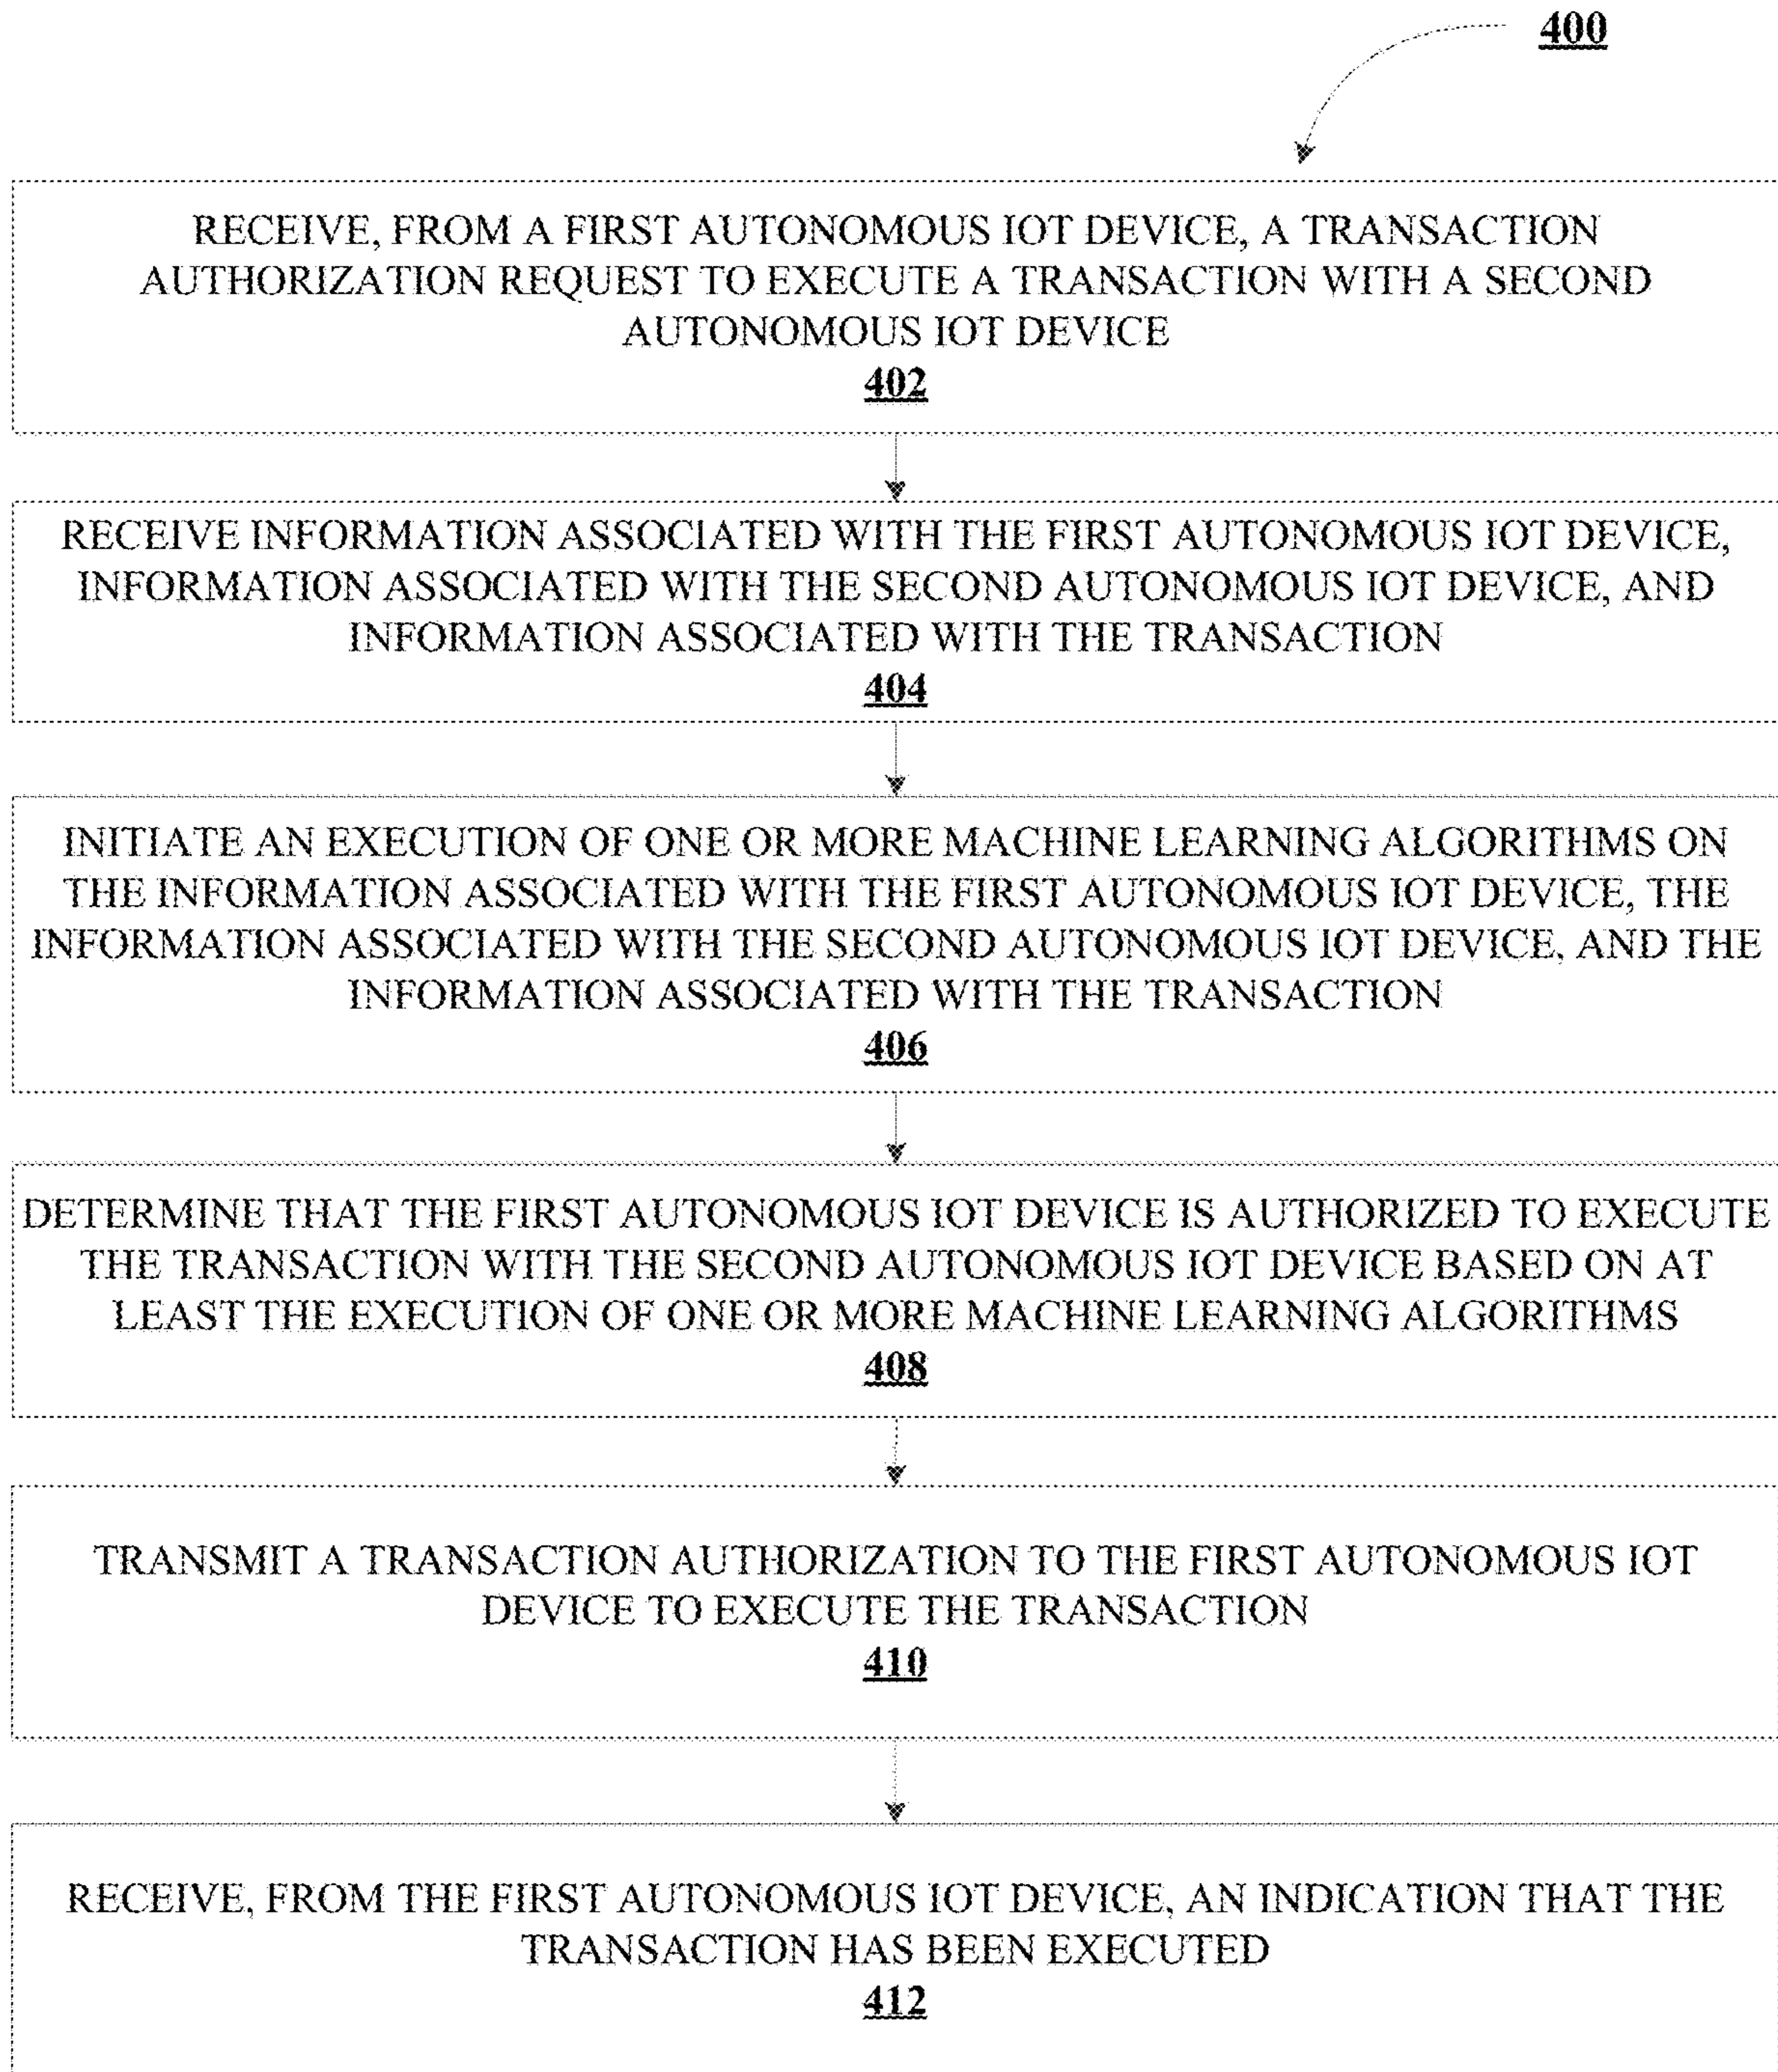 400
RECEIVE, FROM A FIRST AUTONOMOUS IOT DEVICE, A TRANSACTION
AUTHORIZATION REQUEST TO EXECUTE A TRANSACTION WITH A SECOND
AUTONOMOUS IOT DEVICE
402
RECEIVE INFORMATION ASSOCIATED WITH THE FIRST AUTONOMOUS IOT DEVICE,
INFORMATION ASSOCIATED WITH THE SECOND AUTONOMOUS IOT DEVICE, AND
INFORMATION ASSOCIATED WITH THE TRANSACTION
404
INITIATE AN EXECUTION OF ONE OR MORE MACHINE LEARNING ALGORITHMS ON
THE INFORMATION ASSOCIATED WITH THE FIRST AUTONOMOUS IOT DEVICE, THE
INFORMATION ASSOCIATED WITH THE SECOND AUTONOMOUS IOT DEVICE, AND THE
INFORMATION ASSOCIATED WITH THE TRANSACTION
406
DETERMINE THAT THE FIRST AUTONOMOUS IOT DEVICE IS AUTHORIZED TO EXECUTE
THE TRANSACTION WITH THE SECOND AUTONOMOUS IOT DEVICE BASED ON AT
LEAST THE EXECUTION OF ONE OR MORE MACHINE LEARNING ALGORITHMS
408
TRANSMIT A TRANSACTION AUTHORIZATION TO THE FIRST AUTONOMOUS IOT
DEVICE TO EXECUTE THE TRANSACTION
410
RECEIVE, FROM THE FIRST AUTONOMOUS IOT DEVICE, AN INDICATION THAT THE
TRANSACTION HAS BEEN EXECUTED
412